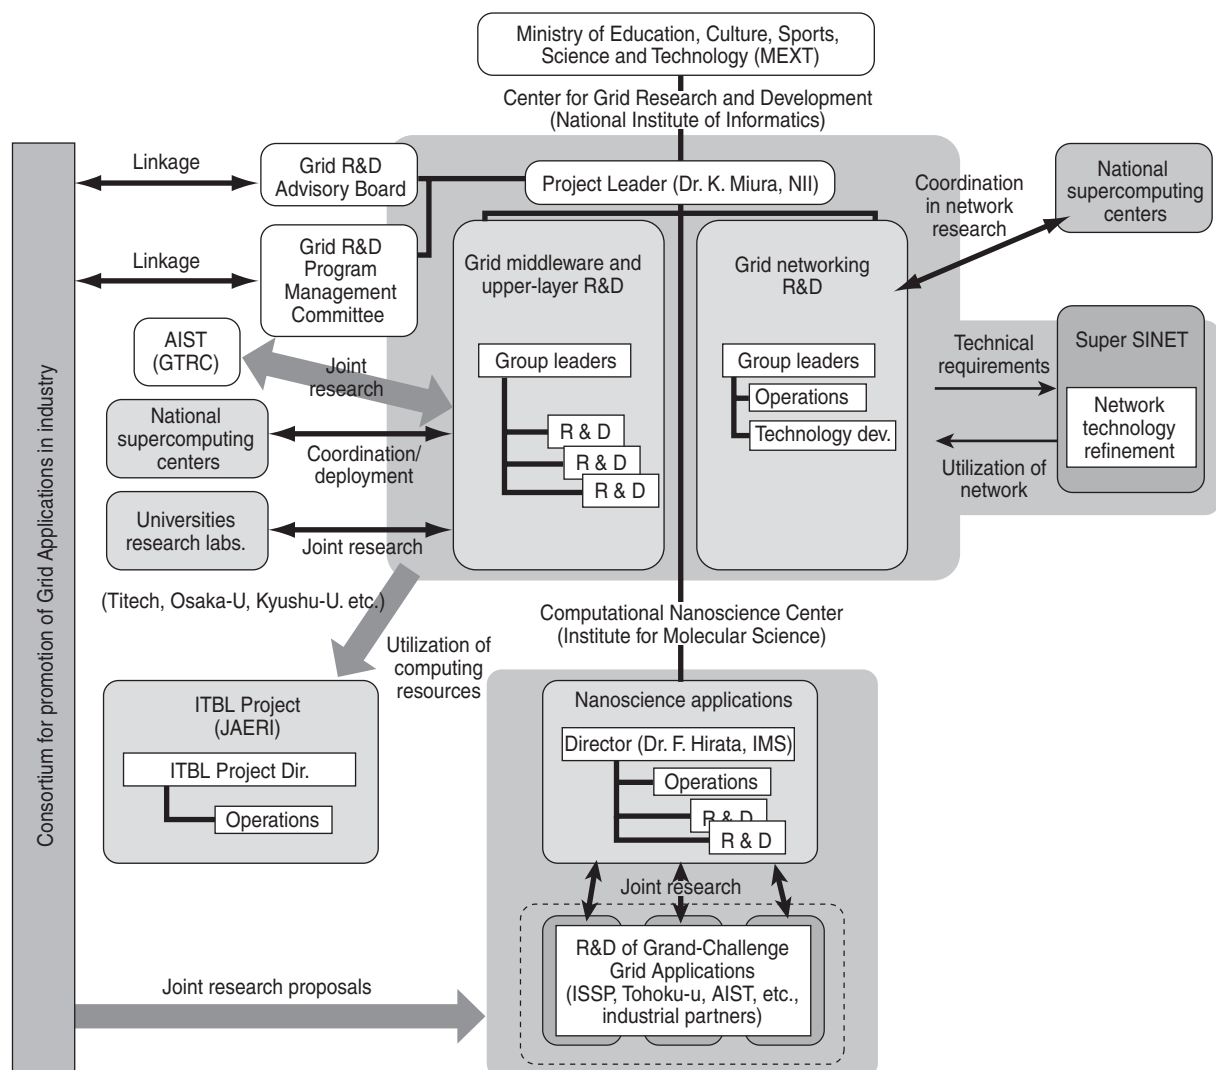 Ministry of Education, Culture, Sports,
Science and Technology (MEXT)
Center for Grid Research and Development
(National Institute of Informatics)
Consortium for promotion of Grid Applications in industry
Linkage
Grid R&D
Advisory Board
Project Leader (Dr. K. Miura, NII)
Coordination
in network
research
National
supercomputing
centers
Linkage
Grid R&D
Program
Management
Committee
Grid middleware and
upper-layer R&D
Grid networking
R&D
AIST
(GTRC)
Joint
research
Group leaders
R & D
R & D
R & D
Group leaders
Operations
Technology dev.
Technical
requirements
Super SINET
Network
technology
refinement
Utilization of
network
National
supercomputing
centers
Coordination/
deployment
Universities
research labs.
Joint research
(Titech, Osaka-U, Kyushu-U. etc.)
Utilization of
computing
resources
Computational Nanoscience Center
(Institute for Molecular Science)
ITBL Project
(JAERI)
ITBL Project Dir.
Operations
Nanoscience applications
Director (Dr. F. Hirata, IMS)
Operations
R & D
R & D
Joint research
R&D of Grand-Challenge
Grid Applications
(ISSP, Tohoku-u, AIST, etc.,
industrial partners)
Joint research proposals